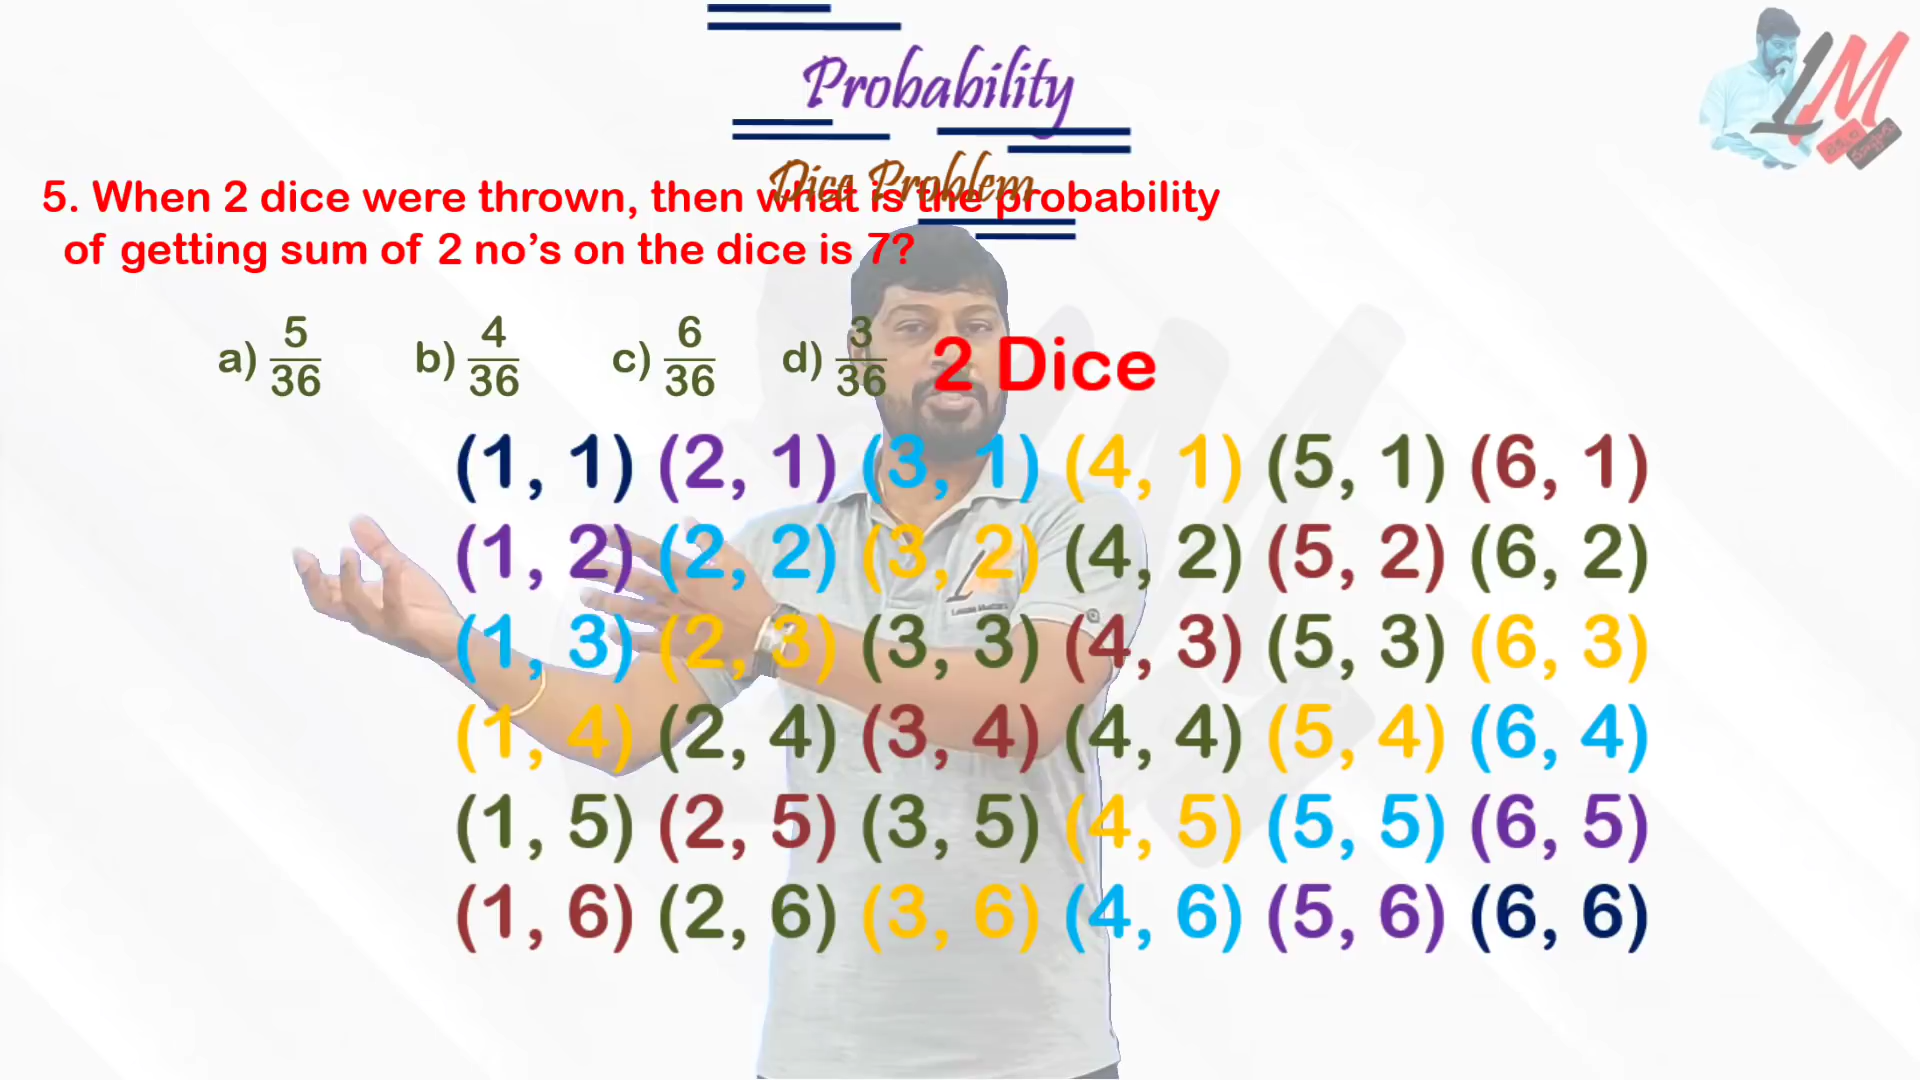 Probability
Dice Problem
5. When 2 dice were thrown, then what is the probability
of getting sum of 2 no’s on the dice is 7?
a) 5/36 b) 4/36 c) 6/36 d) 3/36
2 Dice
(1, 1) (2, 1) (3, 1) (4, 1) (5, 1) (6, 1)
(1, 2) (2, 2) (3, 2) (4, 2) (5, 2) (6, 2)
(1, 3) (2, 3) (3, 3) (4, 3) (5, 3) (6, 3)
(1, 4) (2, 4) (3, 4) (4, 4) (5, 4) (6, 4)
(1, 5) (2, 5) (3, 5) (4, 5) (5, 5) (6, 5)
(1, 6) (2, 6) (3, 6) (4, 6) (5, 6) (6, 6)
LM